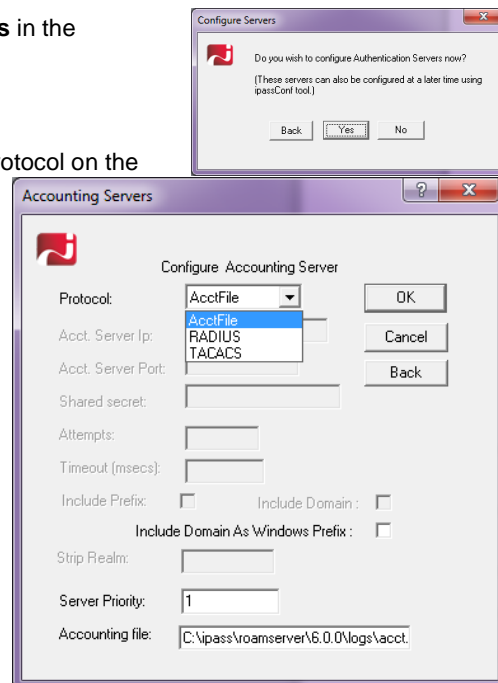 s in the
Configure Servers
Do you wish to configure Authentication Servers now?
(These servers can also be configured at a later time using
ipassConf tool.)
Back Yes No
rotocol on the
Accounting Servers
Configure Accounting Server
Protocol: AcctFile OK
AcctFile
RADIUS
TACACS
Acct. Server Ip: Cancel
Acct. Server Port: Back
Shared secret:
Attempts:
Timeout (msecs):
Include Prefix: Include Domain :
Include Domain As Windows Prefix :
Strip Realm:
Server Priority: 1
Accounting file: C:\ipass\roamserver\6.0.0\logs\acct.